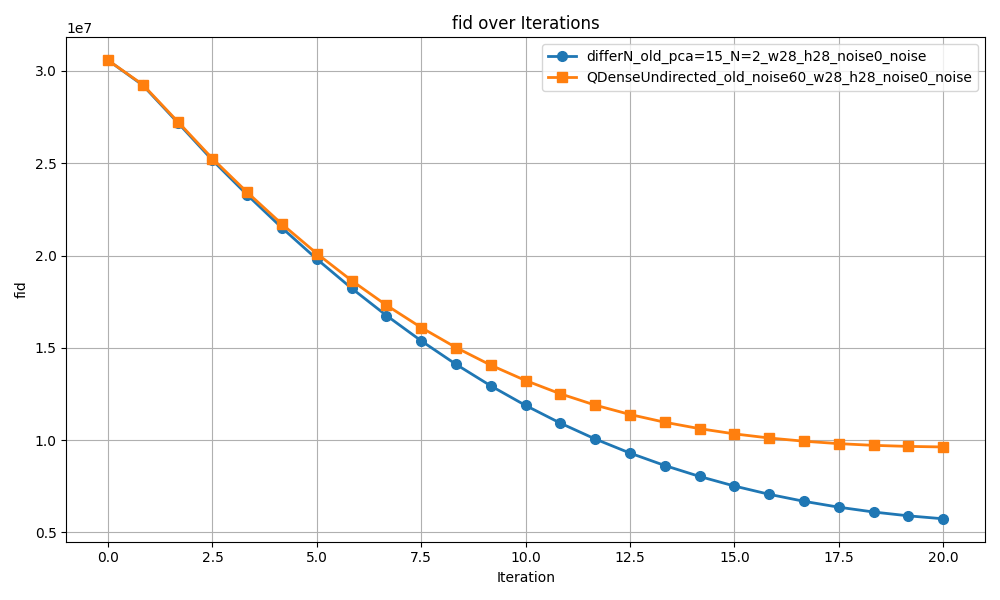 fid over Iterations
1e7
differN_old_pca=15_N=2_w28_h28_noise0_noise
QDenseUndirected_old_noise60_w28_h28_noise0_noise
3.0
2.5
2.0
1.5
1.0
0.5
fid
0.0 2.5 5.0 7.5 10.0 12.5 15.0 17.5 20.0
Iteration